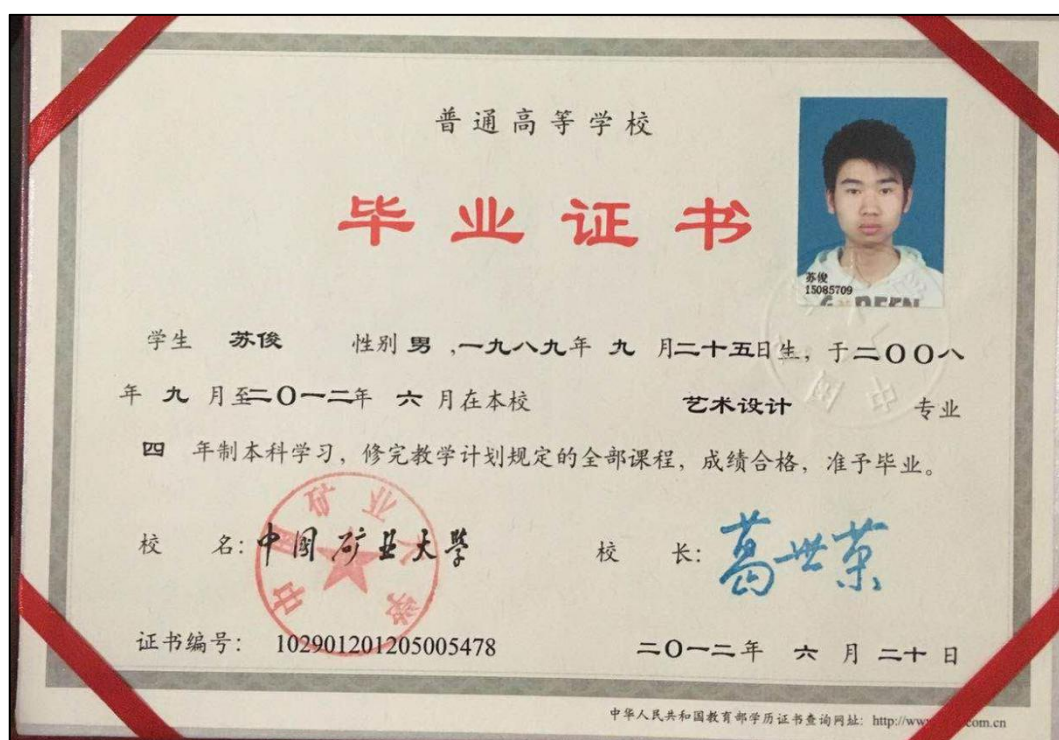 普通高等学校
毕业证书
苏俊
15085709
学生 苏俊 性别 男 ,一九八九年 九 月二十五日生，于二〇〇八
年 九 月至二〇一二年 六 月在本校 艺术设计 专业
四 年制本科学习，修完教学计划规定的全部课程，成绩合格，准予毕业。
校 名：中国矿业大学 校 长：葛世荣
证书编号： 102901201205005478 二〇一二年 六 月 二十 日
中华人民共和国教育部学历证书查询网址：http://www com.cn